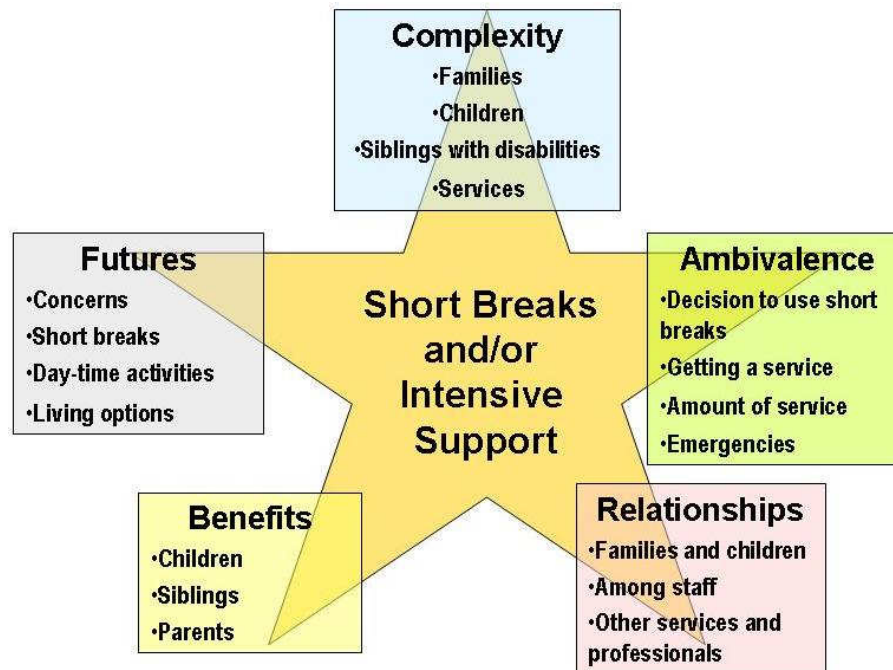 Complexity
•Families
•Children
•Siblings with disabilities
•Services
Futures
•Concerns
•Short breaks
•Day-time activities
•Living options
Short Breaks
and/or
Intensive
Support
Ambivalence
•Decision to use short
breaks
•Getting a service
•Amount of service
•Emergencies
Benefits
•Children
•Siblings
•Parents
Relationships
•Families and children
•Among staff
•Other services and
professionals